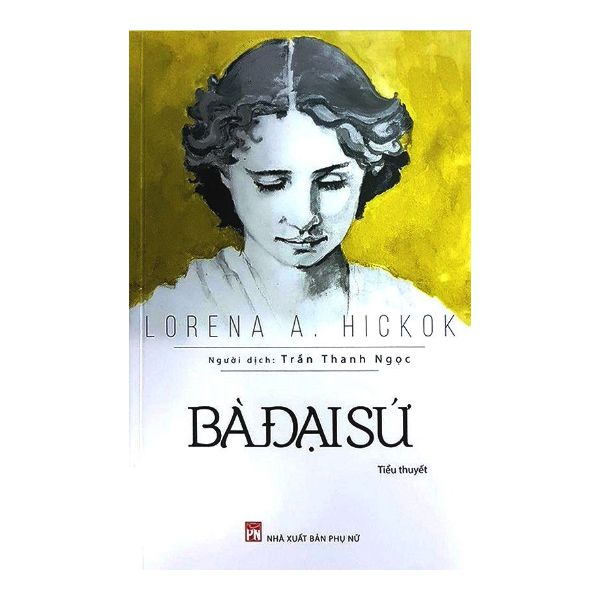 LORENA A. HICKOK
Người dịch: Trần Thanh Ngọc
BÀ ĐẠI SỨ
Tiểu thuyết
PN NHÀ XUẤT BẢN PHỤ NỮ